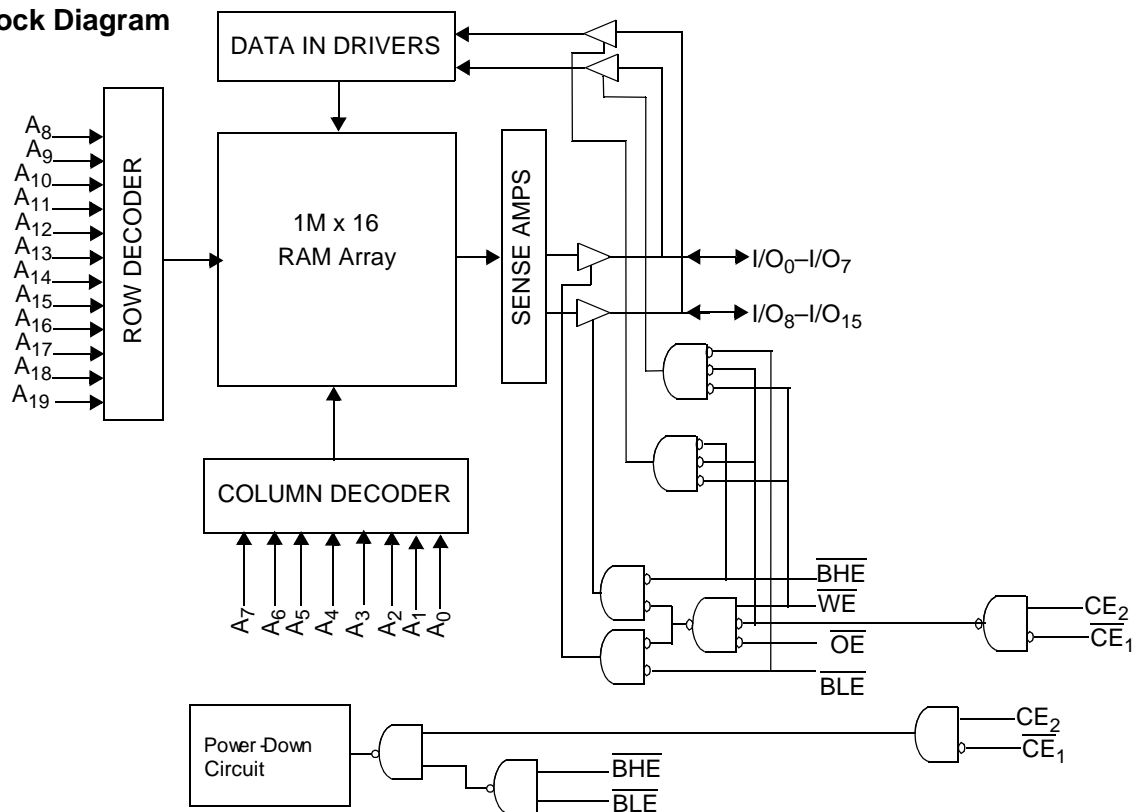 ock Diagram
DATA IN DRIVERS
A8
A9
A10
A11
A12
A13
A14
A15
A16
A17
A18
A19
ROW DECODER
1M x 16
RAM Array
SENSE AMPS
I/O0–I/O7
I/O8–I/O15
COLUMN DECODER
A7 A6 A5 A4 A3 A2 A1 A0
BHE
WE
OE
BLE
CE2
CE1
Power-Down
Circuit
BHE
BLE
CE2
CE1